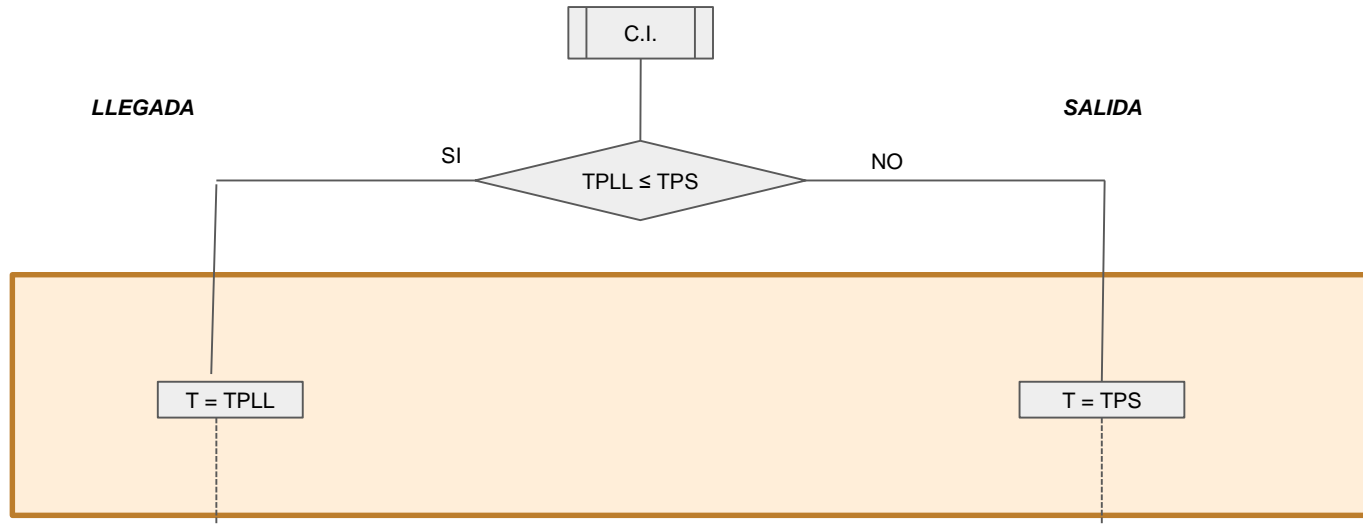 C.I.
LLEGADA
SALIDA
SI
TPLL ≤ TPS
NO
T = TPLL
T = TPS